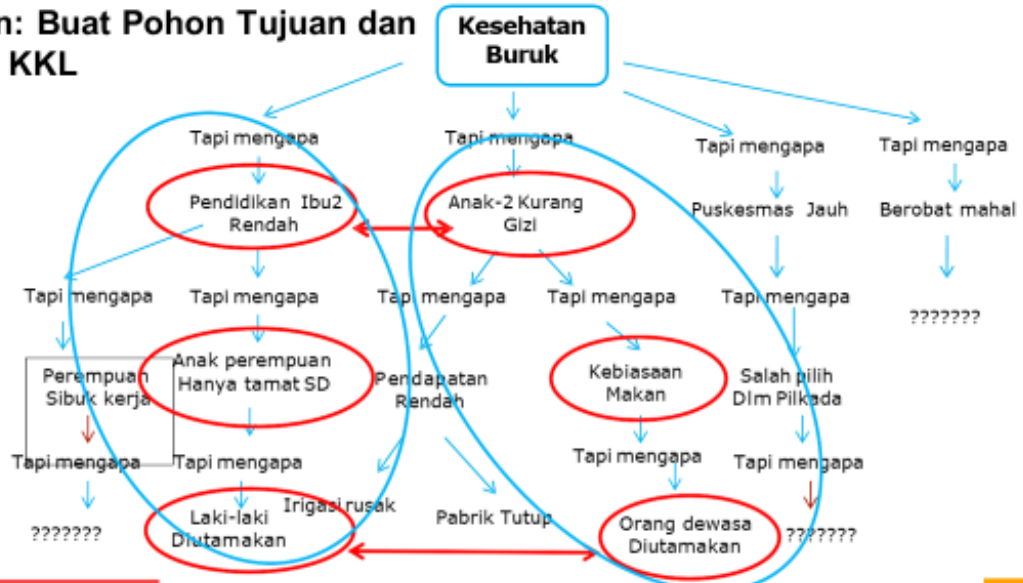 n: Buat Pohon Tujuan dan
KKL
Kesehatan
Buruk
Tapi mengapa
Tapi mengapa
Tapi mengapa
Tapi mengapa
Pendidikan Ibu2
Rendah
Anak-2 Kurang
Gizi
Puskesmas Jauh
Berobat mahal
Tapi mengapa
Tapi mengapa
Tapi mengapa
Tapi mengapa
Tapi mengapa
???????
Perempuan
Sibuk kerja
Anak perempuan
Hanya tamat SD
Pendapatan
Rendah
Kebiasaan
Makan
Salah pilih
Dlm Pilkada
Tapi mengapa
Tapi mengapa
Tapi mengapa
Tapi mengapa
???????
Laki-laki
Diutamakan
Irigasi rusak
Pabrik Tutup
Orang dewasa
Diutamakan
???????